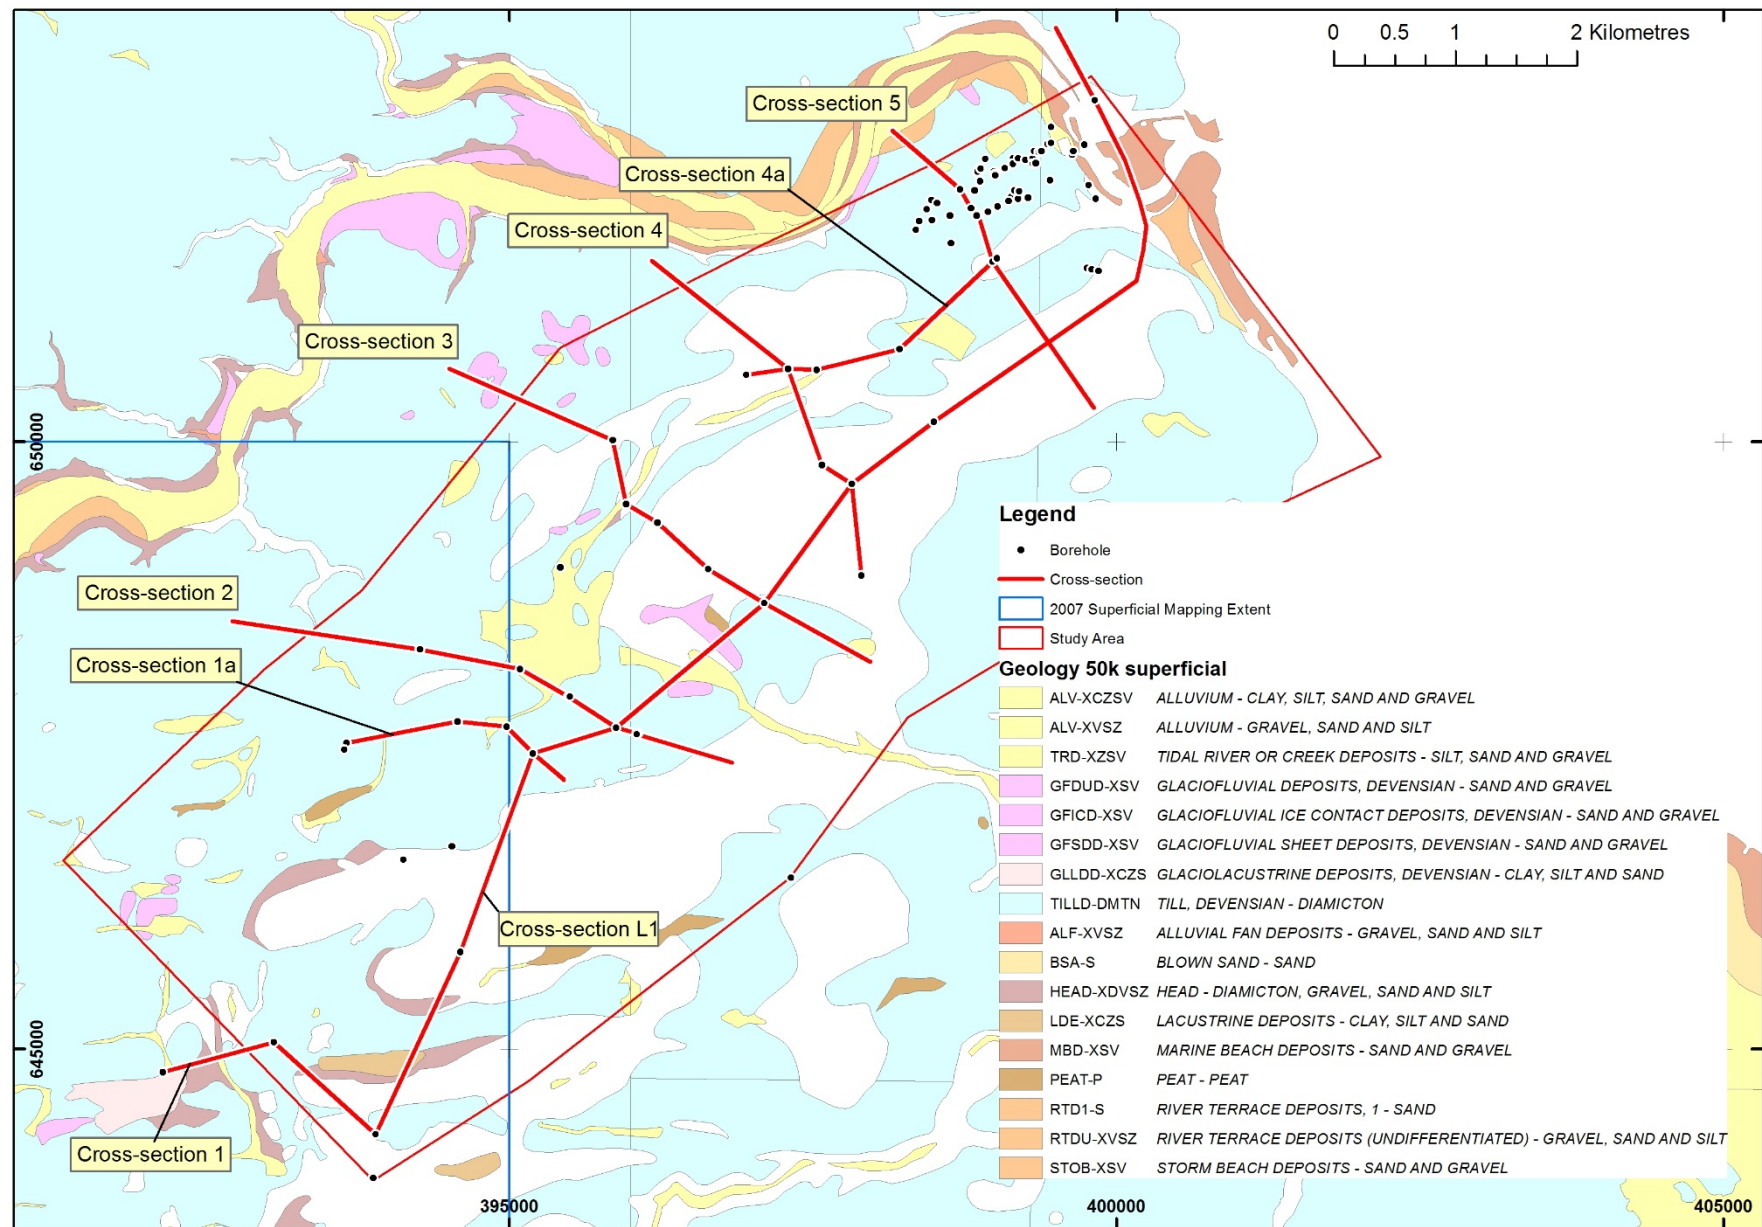 0 0.5 1 2 Kilometres
Cross-section 5
Cross-section 4a
Cross-section 4
Cross-section 3
650000
Cross-section 2
Cross-section 1a
Cross-section L1
645000
Cross-section 1
Legend
Borehole
Cross-section
2007 Superficial Mapping Extent
Study Area
Geology 50k superficial
ALV-XCZSV ALLUVIUM - CLAY, SILT, SAND AND GRAVEL
ALV-XVSZ ALLUVIUM - GRAVEL, SAND AND SILT
TRD-XZSV TIDAL RIVER OR CREEK DEPOSITS - SILT, SAND AND GRAVEL
GFDUD-XSV GLACIOFLUVIAL DEPOSITS, DEVENSIAN - SAND AND GRAVEL
GFICD-XSV GLACIOFLUVIAL ICE CONTACT DEPOSITS, DEVENSIAN - SAND AND GRAVEL
GFSDD-XSV GLACIOFLUVIAL SHEET DEPOSITS, DEVENSIAN - SAND AND GRAVEL
GLLDD-XCZS GLACIOLACUSTRINE DEPOSITS, DEVENSIAN - CLAY, SILT AND SAND
TILLD-DMTN TILL, DEVENSIAN - DIAMICTON
ALF-XVSZ ALLUVIAL FAN DEPOSITS - GRAVEL, SAND AND SILT
BSA-S BLOWN SAND - SAND
HEAD-XDVSZ HEAD - DIAMICTON, GRAVEL, SAND AND SILT
LDE-XCZS LACUSTRINE DEPOSITS - CLAY, SILT AND SAND
MBD-XSV MARINE BEACH DEPOSITS - SAND AND GRAVEL
PEAT-P PEAT - PEAT
RTD1-S RIVER TERRACE DEPOSITS, 1 - SAND
RTDU-XVSZ RIVER TERRACE DEPOSITS (UNDIFFERENTIATED) - GRAVEL, SAND AND SILT
STOB-XSV STORM BEACH DEPOSITS - SAND AND GRAVEL
395000 400000 405000